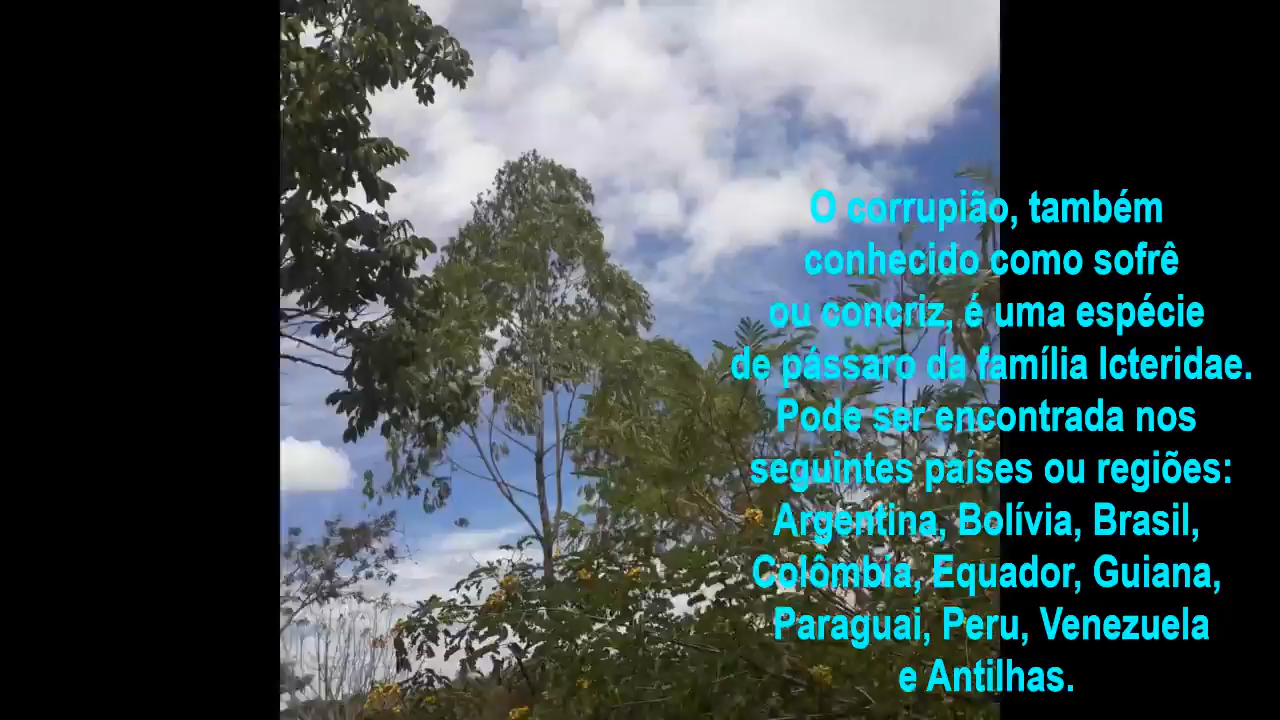 O corrupião, também
conhecido como sofrê
ou concriz, é uma espécie
de pássaro da família Icteridae.
Pode ser encontrada nos
seguintes países ou regiões:
Argentina, Bolívia, Brasil,
Colômbia, Equador, Guiana,
Paraguai, Peru, Venezuela
e Antilhas.